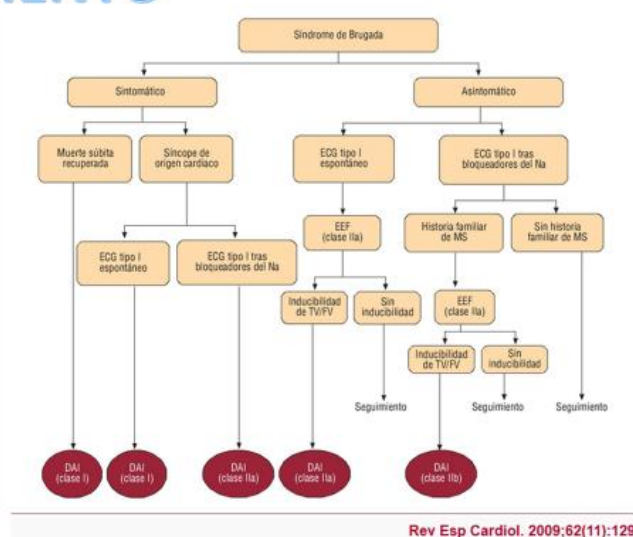 Síndrome de Brugada
Sintomático
Asintomático
Muerte súbita
recuperada
Síncope de
origen cardiaco
ECG tipo I
espontáneo
ECG tipo I tras
bloqueadores del Na
EEF
(clase IIa)
Historia familiar
de MS
Sin historia
familiar de MS
ECG tipo I
espontáneo
ECG tipo I tras
bloqueadores del Na
Inducibilidad
de TV/FV
Sin
inducibilidad
EEF
(clase IIa)
Inducibilidad
de TV/FV
Sin
inducibilidad
Seguimiento
Seguimiento
Seguimiento
DAI
(clase I)
DAI
(clase I)
DAI
(clase IIa)
DAI
(clase IIa)
DAI
(clase IIb)
Rev Esp Cardiol. 2009;62(11):129